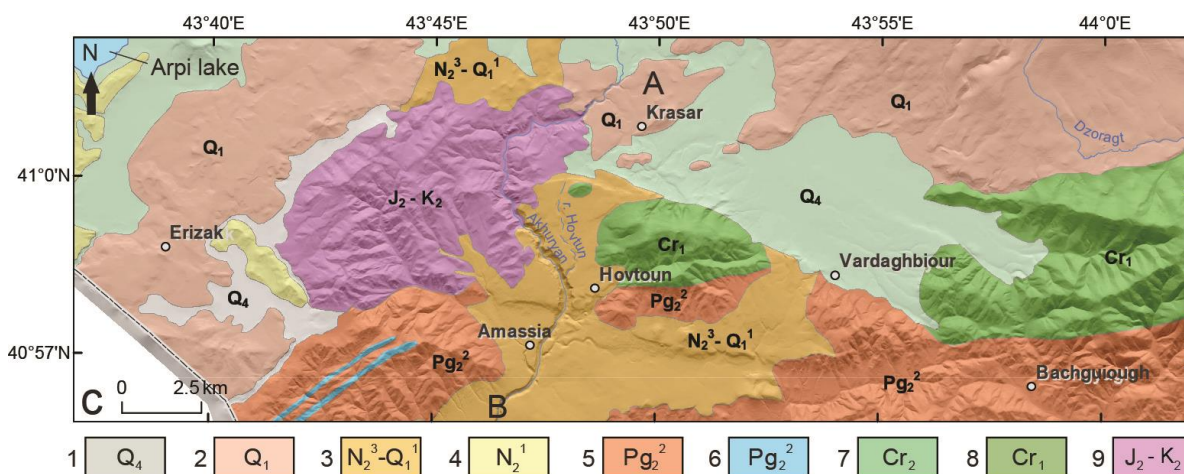 43°40'E 43°45'E 43°50'E 43°55'E 44°0'E
N
Arpi lake
N₂³- Q₁¹
A
Krasar
Q₁
Q₁
Dzoragt
Q₁
41°0'N
J₂ - K₂
Q₄
r. Hovtun
Akhuryan
Erizak
Cr₁
Cr₁
Vardaghbiour
Hovtoun
Q₄
Pg₂²
Amassia
N₂³- Q₁¹
40°57'N
Pg₂²
Pg₂²
Bachguiough
0 2.5 km
C
B
1 Q₄ 2 Q₁ 3 N₂³-Q₁¹ 4 N₂¹ 5 Pg₂² 6 Pg₂² 7 Cr₂ 8 Cr₁ 9 J₂ - K₂